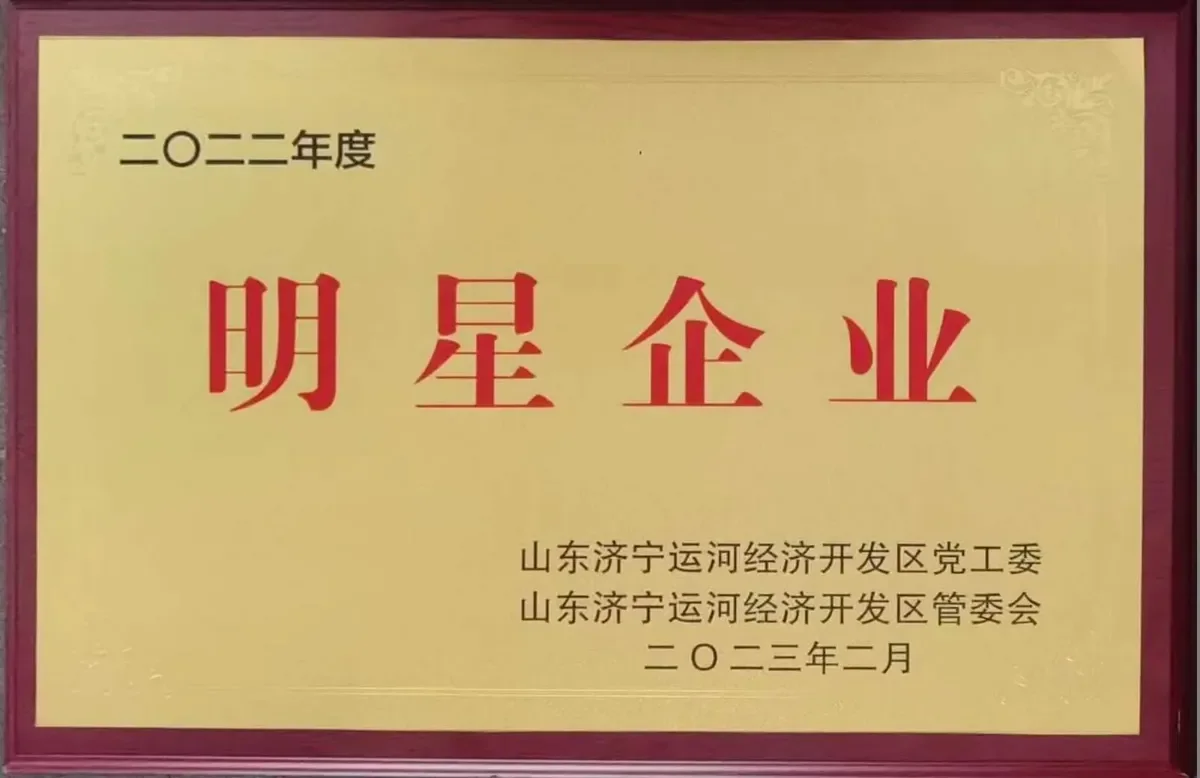 二〇二二年度
明星企业
山东济宁运河经济开发区党工委
山东济宁运河经济开发区管委会
二〇二三年二月